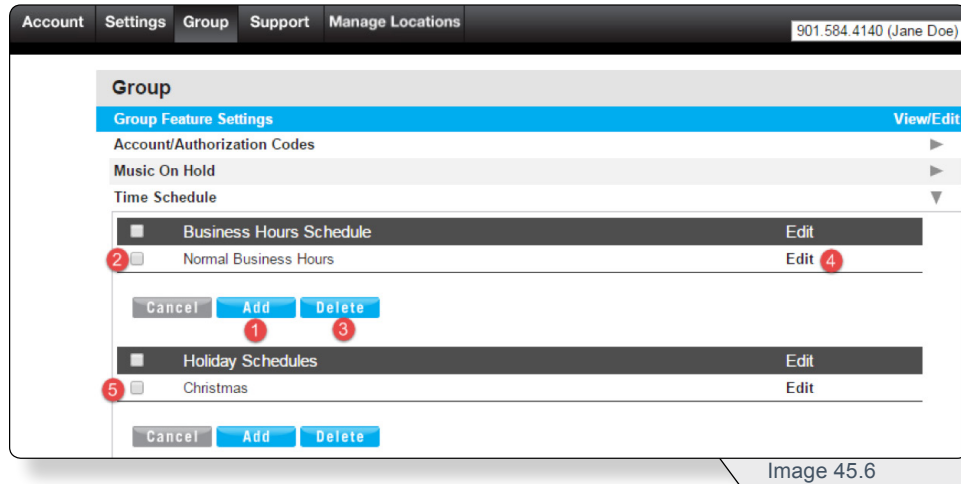 Account Settings Group Support Manage Locations
901.584.4140 (Jane Doe)
Group
Group Feature Settings View/Edit
Account/Authorization Codes
Music On Hold
Time Schedule
Business Hours Schedule Edit
2 Normal Business Hours Edit 4
Cancel Add Delete
1 3
Holiday Schedules Edit
5 Christmas Edit
Cancel Add Delete
Image 45.6